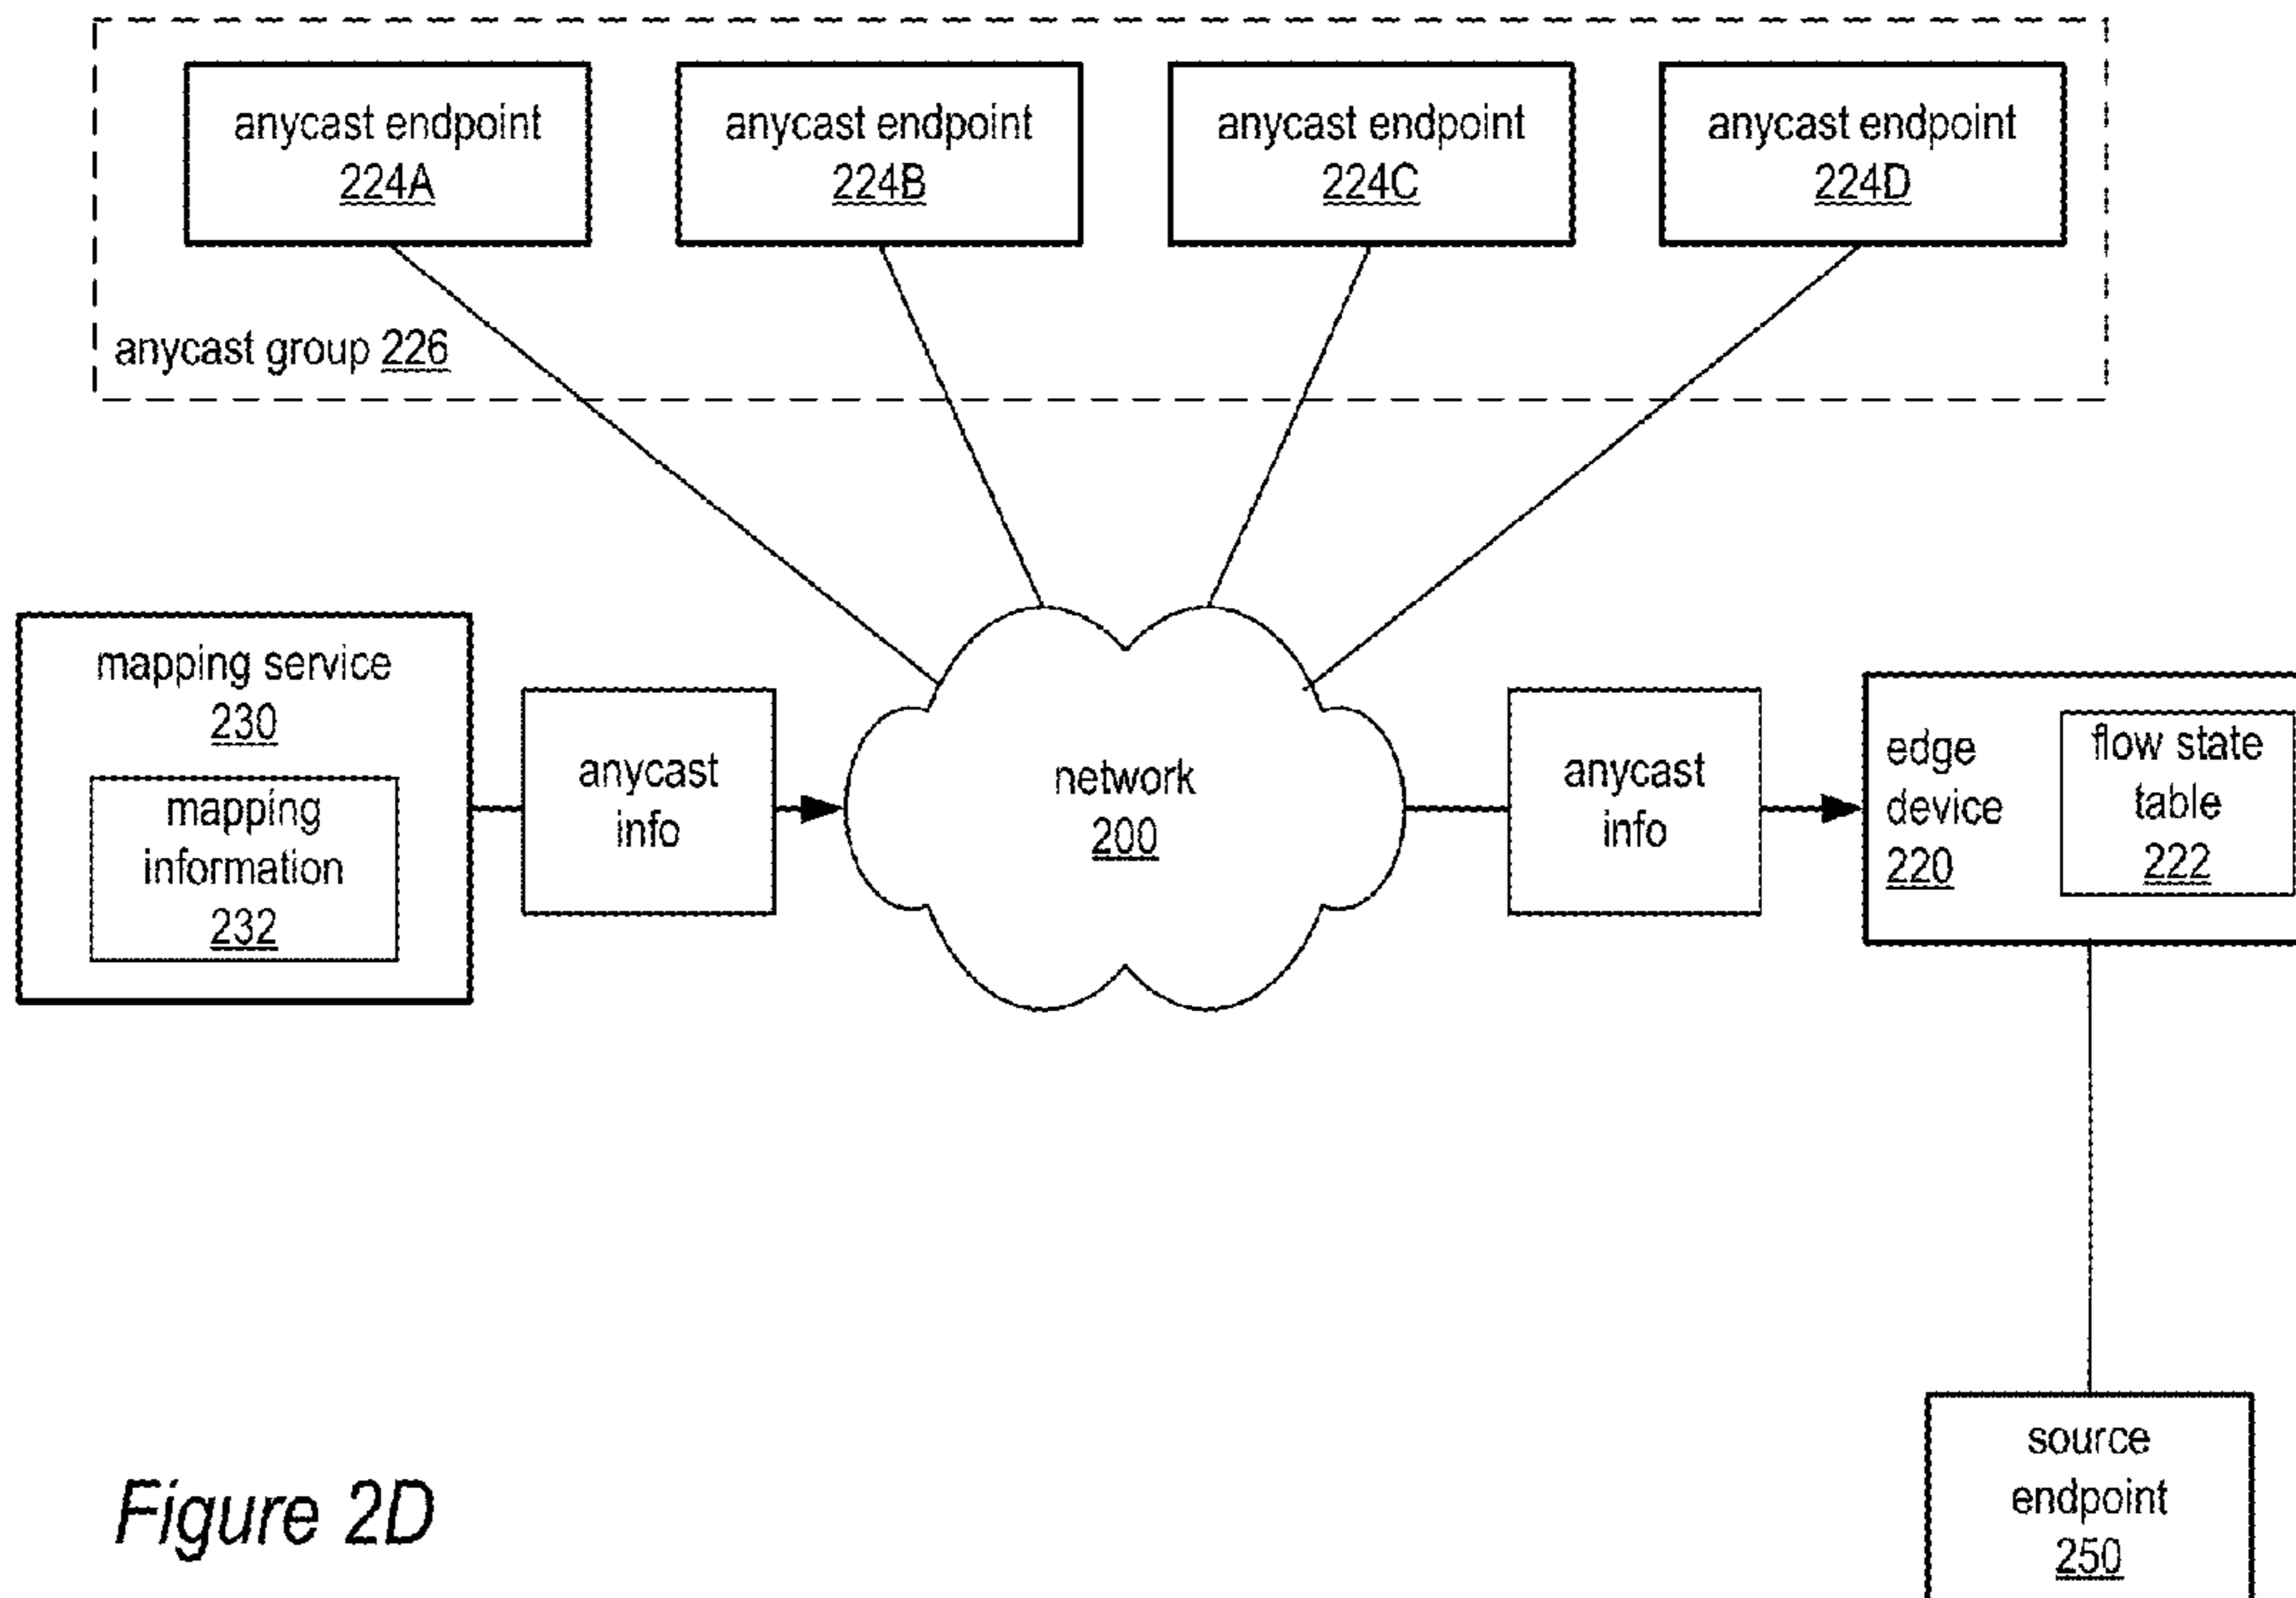 anycast endpoint
224A
anycast endpoint
224B
anycast endpoint
224C
anycast endpoint
224D
anycast group 226
mapping service
230
mapping
information
232
anycast
info
network
200
anycast
info
edge
device
220
flow state
table
222
source
endpoint
250
Figure 2D